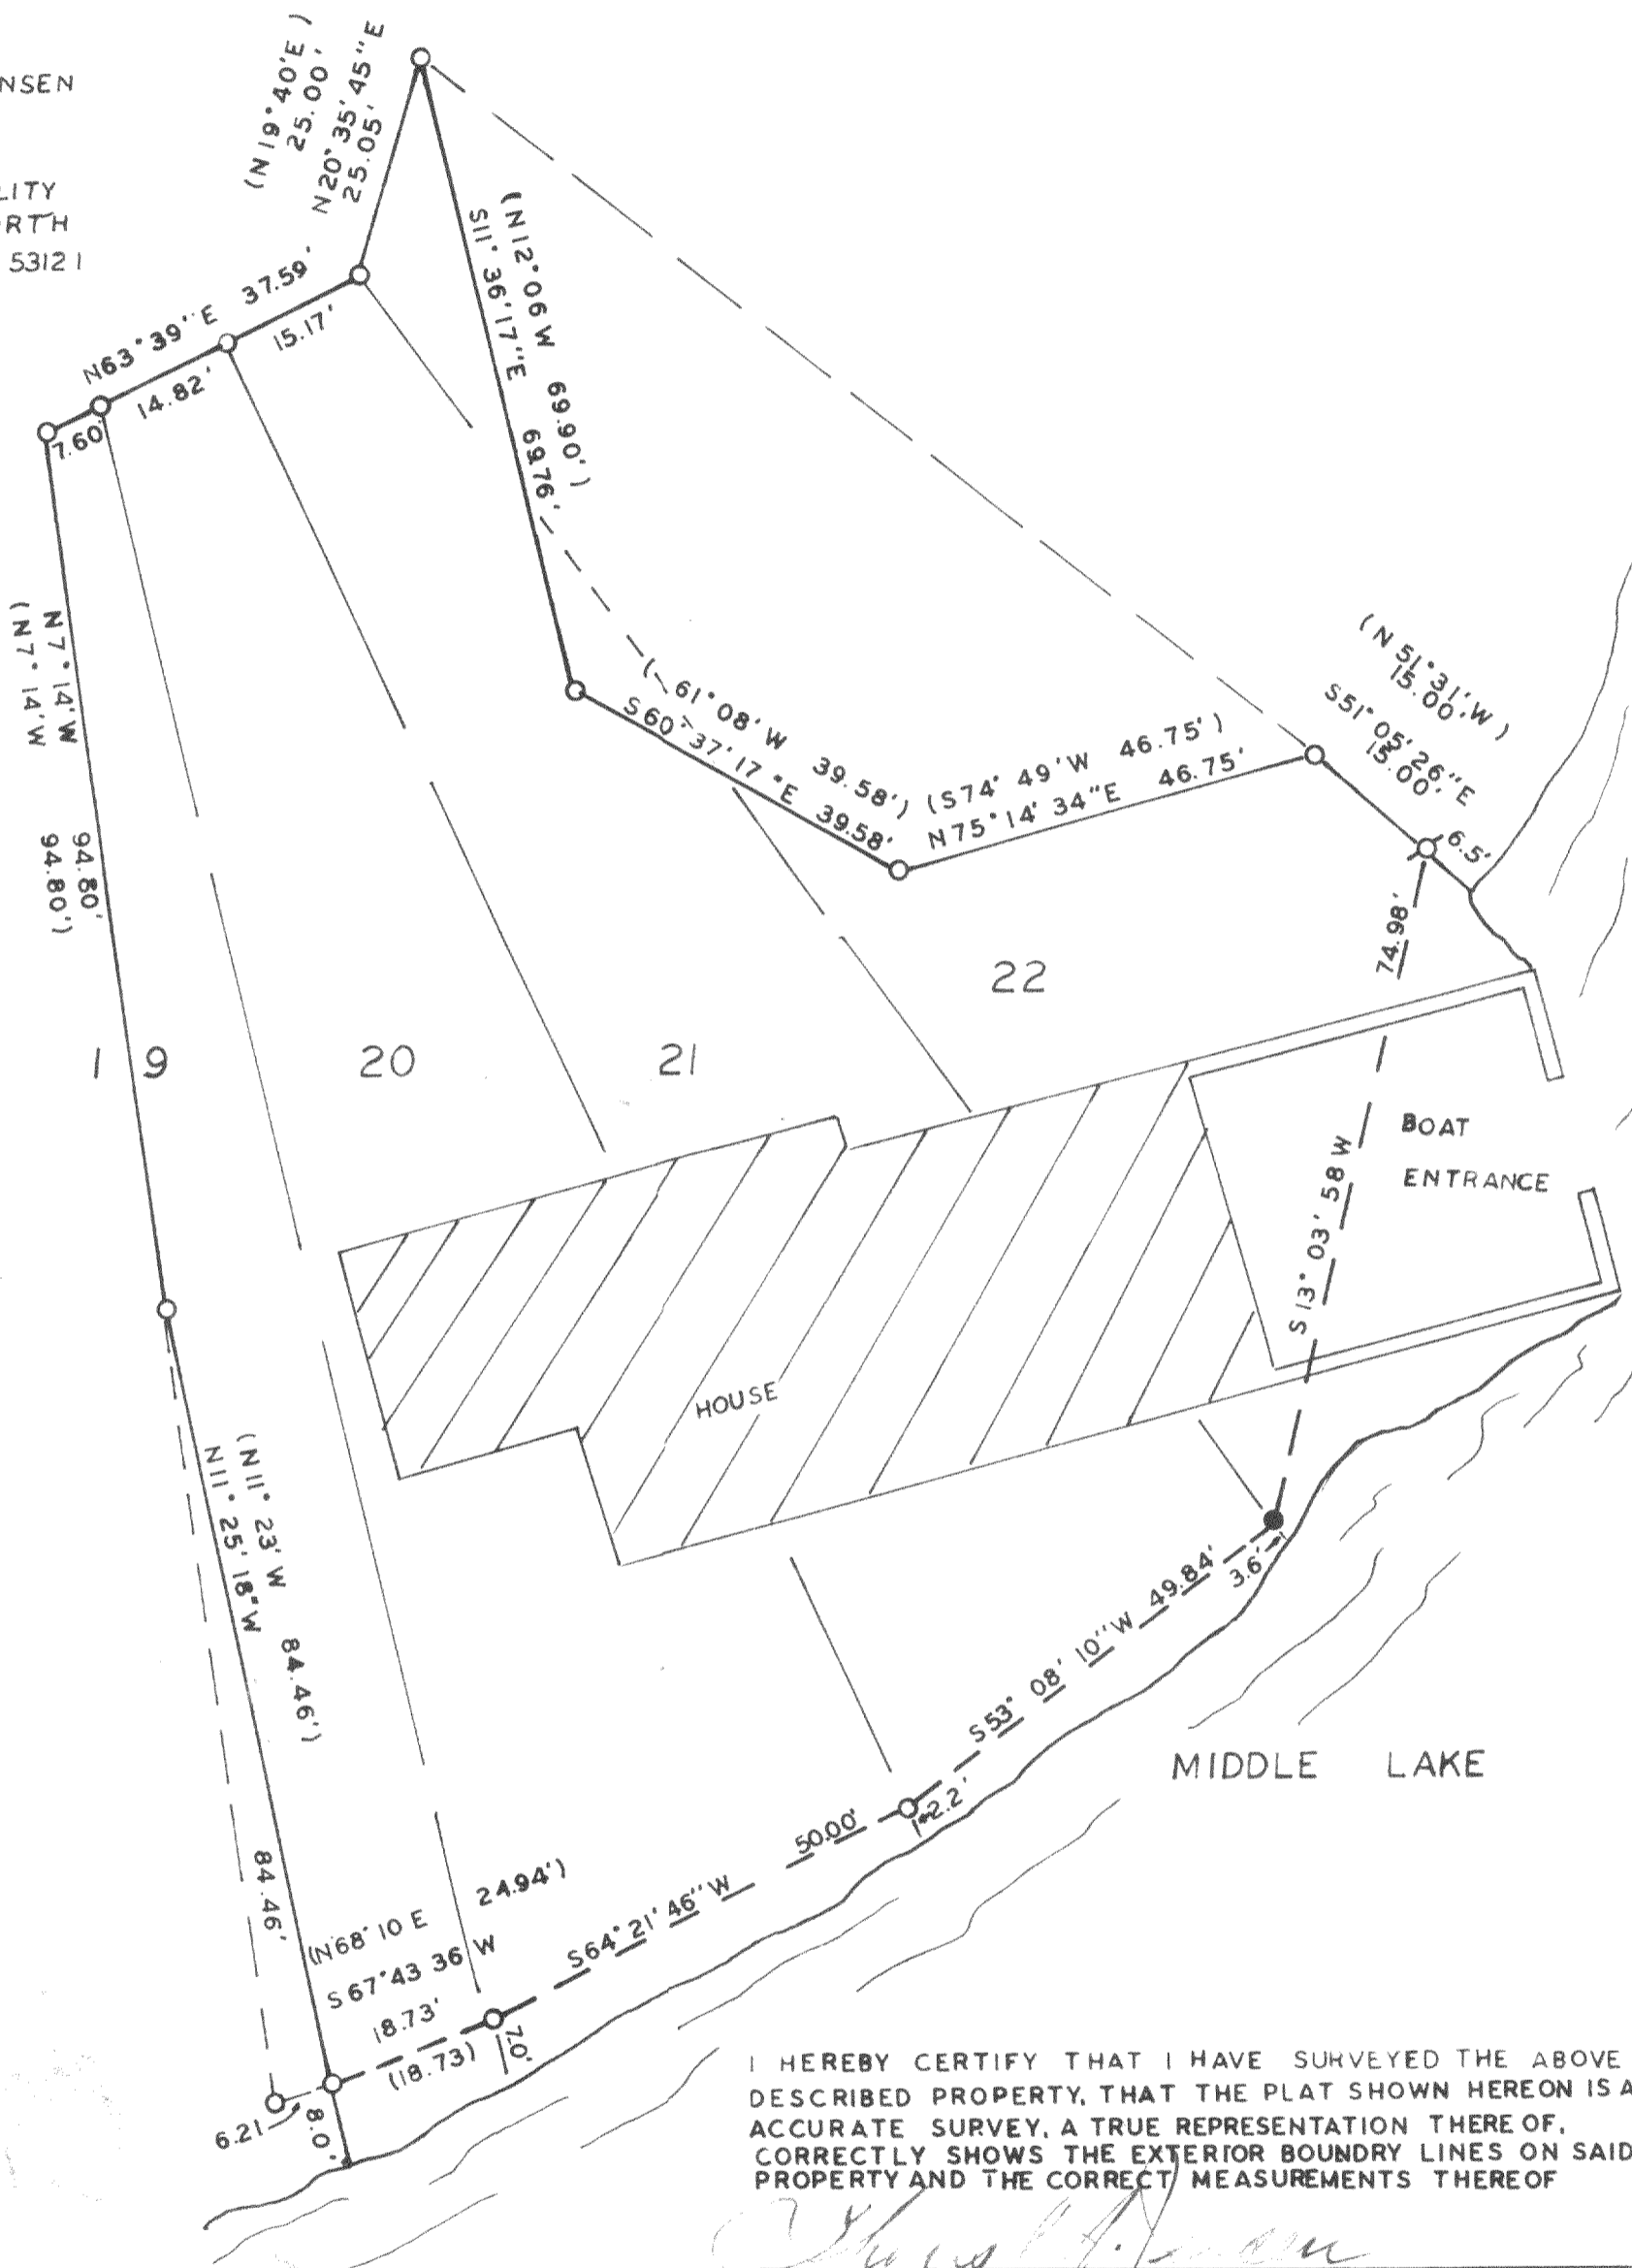 NSEN
LITY
RTH
53121
(N19°40'E)
25.00'
N20°35'45"E
25.05'
N63°39"E 37.59'
15.17'
14.82'
7.60'
(N12°06W 69.90')
S11°36'17"E 69.76'
(N 51°31'W)
15.00'
S51°05'26"E
15.00'
6.5'
N7°14'W 94.80'
(N7°14'W 94.80')
61°08'W 39.58')
S60°37'17"E 39.58'
(S74°49'W 46.75')
N75°14'34"E 46.75'
74.98'
22
19
20
21
BOAT
ENTRANCE
S13°03'58W
HOUSE
(N11°23'W 84.46')
N11°25'18"W
84.46'
3.6'
S53°08'10"W 49.84'
MIDDLE LAKE
2.2'
50.00'
S64°21'46"W
(N68°10 E 24.94')
S67°43 36 W
18.73'
(18.73)
7.0'
6.21
8.0'
I HEREBY CERTIFY THAT I HAVE SURVEYED THE ABOVE
DESCRIBED PROPERTY, THAT THE PLAT SHOWN HEREON IS A
ACCURATE SURVEY, A TRUE REPRESENTATION THERE OF,
CORRECTLY SHOWS THE EXTERIOR BOUNDRY LINES ON SAID
PROPERTY AND THE CORRECT MEASUREMENTS THEREOF